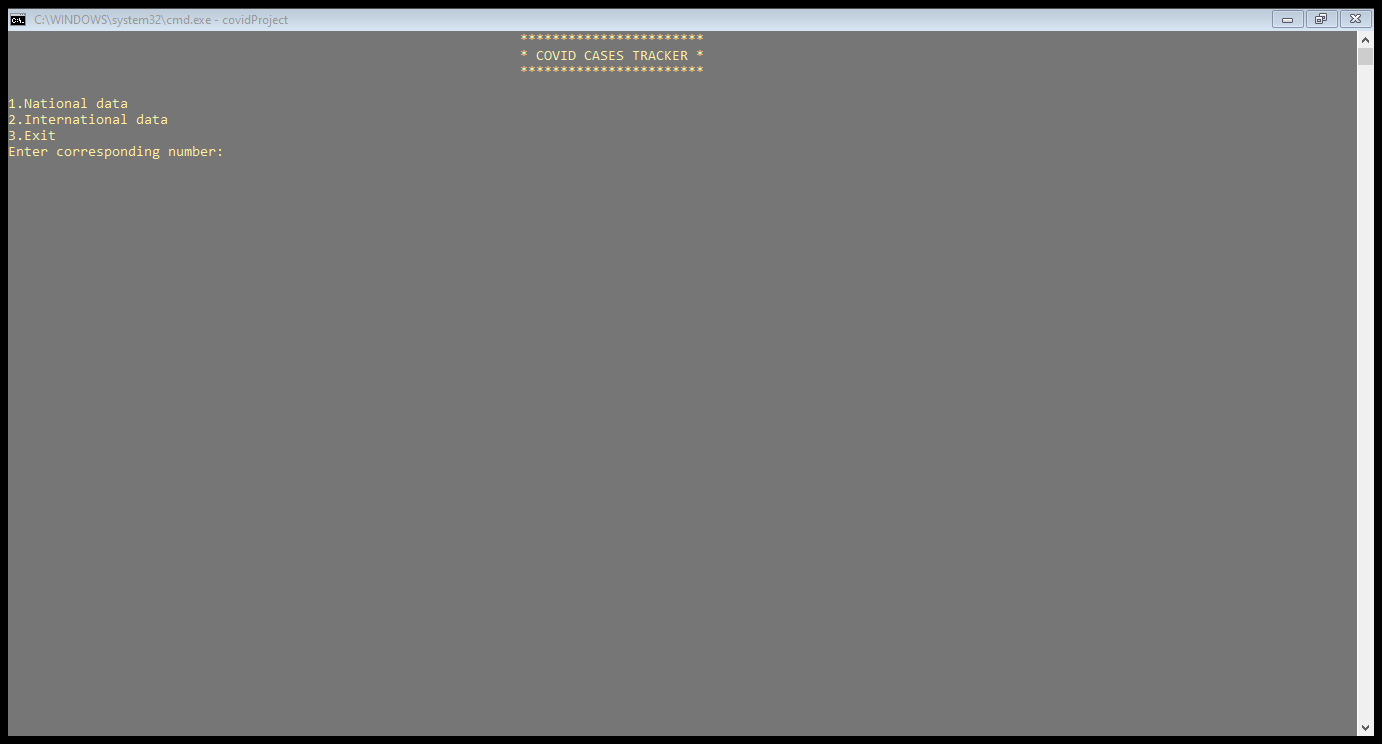 C:\WINDOWS\system32\cmd.exe - covidProject
***********************
* COVID CASES TRACKER *
***********************
1.National data
2.International data
3.Exit
Enter corresponding number: